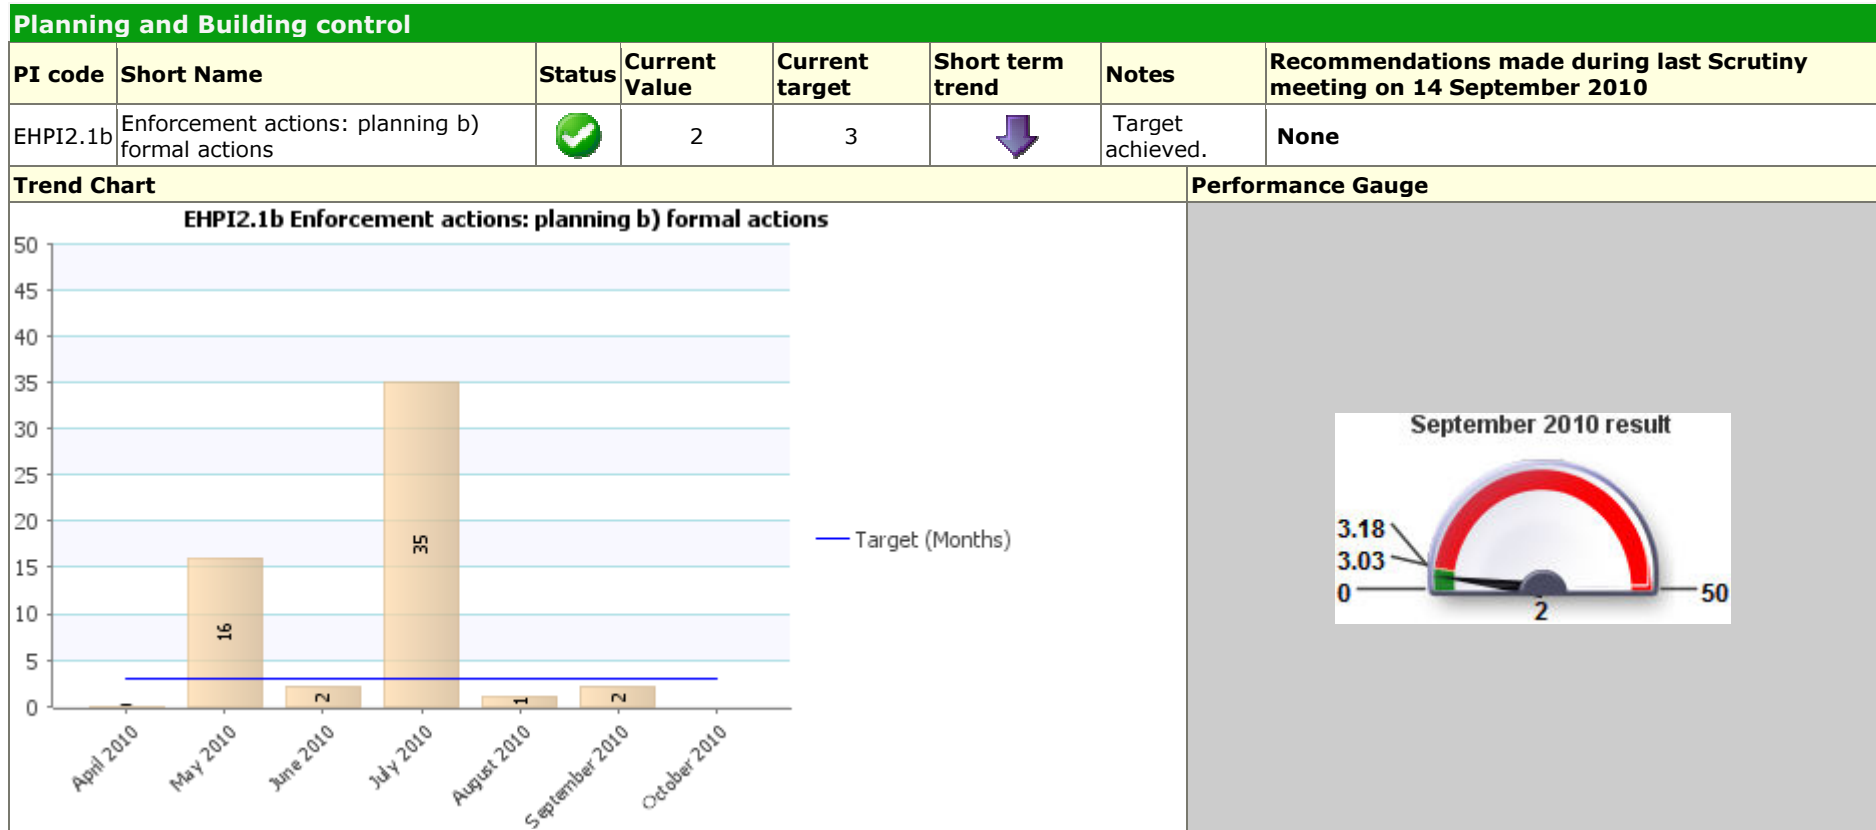 Planning and Building control
PI code Short Name Status Current Value Current target Short term trend Notes Recommendations made during last Scrutiny meeting on 14 September 2010
EHPI2.1b Enforcement actions: planning b) formal actions 2 3 Target achieved. None
Trend Chart Performance Gauge
EHPI2.1b Enforcement actions: planning b) formal actions
50
45
40
35
30
25
20
15
10
5
0
16
2
35
1
2
April 2010
May 2010
June 2010
July 2010
August 2010
September 2010
October 2010
Target (Months)
September 2010 result
3.18
3.03
0
50
2